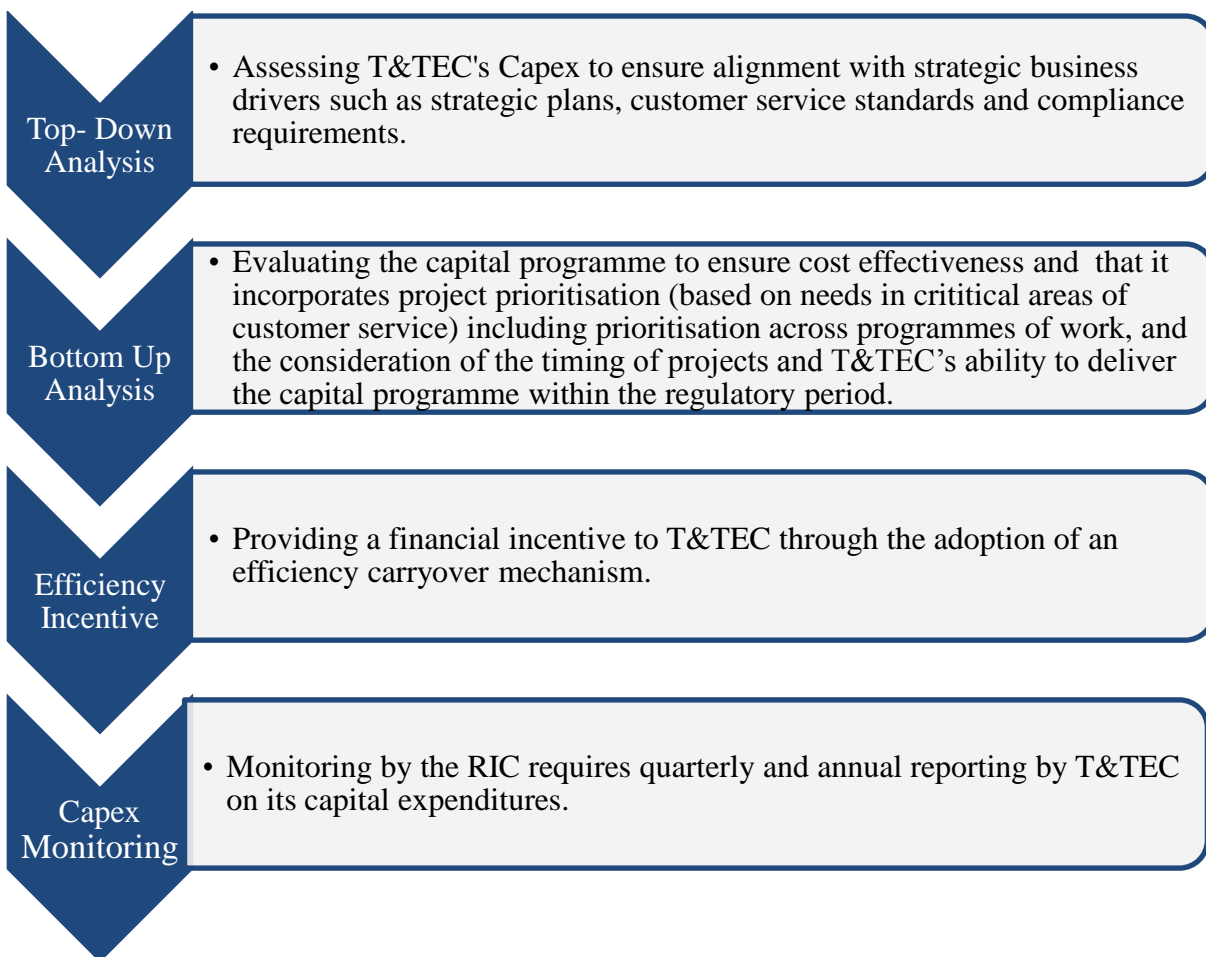 Top- Down
Analysis
• Assessing T&TEC's Capex to ensure alignment with strategic business
drivers such as strategic plans, customer service standards and compliance
requirements.
Bottom Up
Analysis
• Evaluating the capital programme to ensure cost effectiveness and  that it
incorporates project prioritisation (based on needs in crititical areas of
customer service) including prioritisation across programmes of work, and
the consideration of the timing of projects and T&TEC’s ability to deliver
the capital programme within the regulatory period.
Efficiency
Incentive
• Providing a financial incentive to T&TEC through the adoption of an
efficiency carryover mechanism.
Capex
Monitoring
• Monitoring by the RIC requires quarterly and annual reporting by T&TEC
on its capital expenditures.